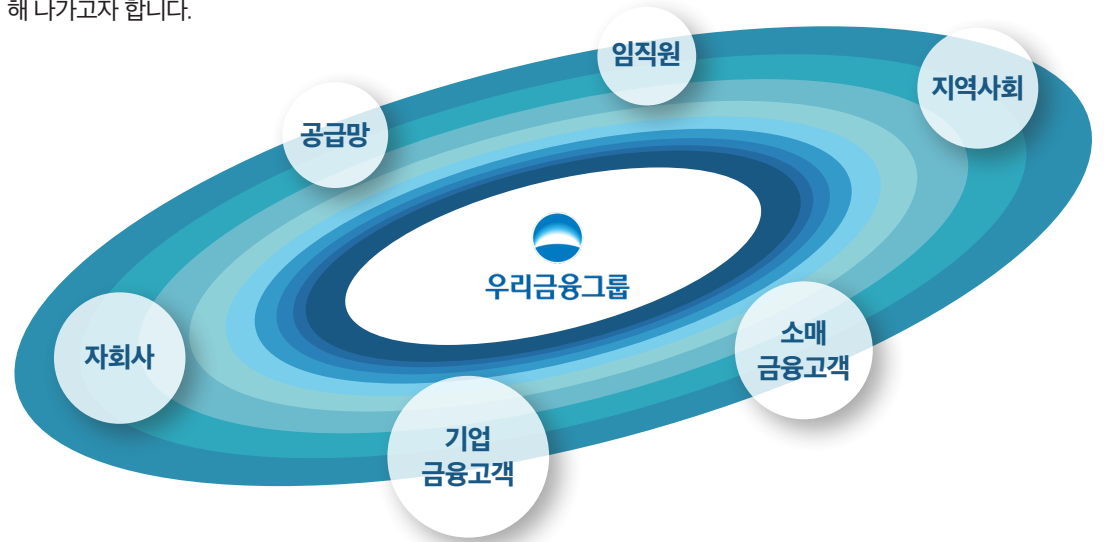 해 나가고자 합니다.
임직원
지역사회
공급망
우리금융그룹
소매
금융고객
자회사
기업
금융고객